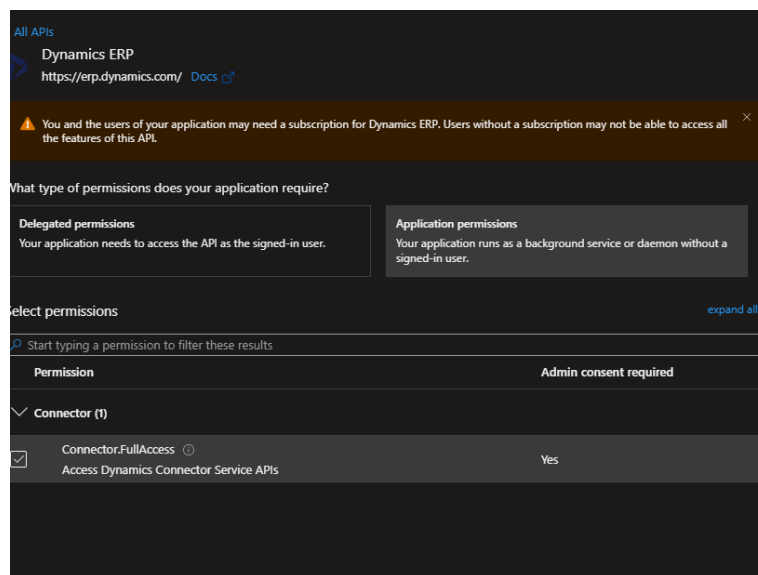 All APIs
Dynamics ERP
https://erp.dynamics.com/ Docs
You and the users of your application may need a subscription for Dynamics ERP. Users without a subscription may not be able to access all
the features of this API.
What type of permissions does your application require?
Delegated permissions
Your application needs to access the API as the signed-in user.
Application permissions
Your application runs as a background service or daemon without a
signed-in user.
Select permissions
expand all
Start typing a permission to filter these results
Permission
Admin consent required
Connector (1)
Connector.FullAccess
Access Dynamics Connector Service APIs
Yes